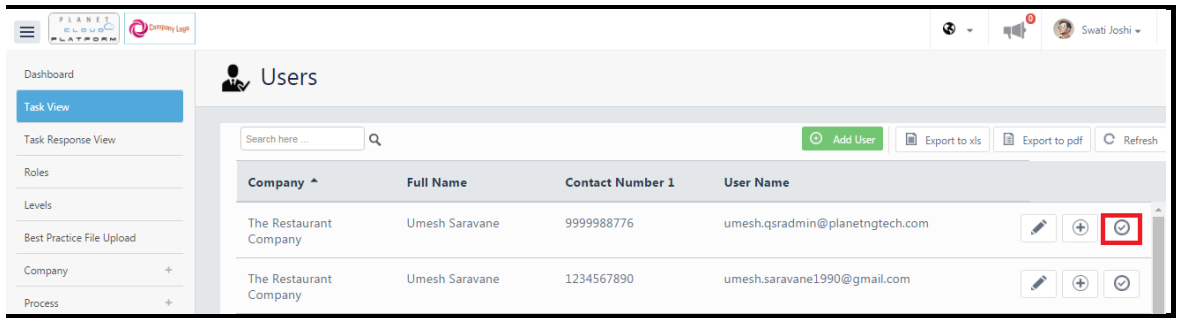 PLANET
CLOUD
PLATFORM
Company Logo
0
Swati Joshi
Dashboard
Task View
Task Response View
Roles
Levels
Best Practice File Upload
Company +
Process +
Users
Search here ...
Add User
Export to xls
Export to pdf
Refresh
Company Full Name Contact Number 1 User Name
The Restaurant Company Umesh Saravane 9999988776 umesh.qsradmin@planetngtech.com
The Restaurant Company Umesh Saravane 1234567890 umesh.saravane1990@gmail.com